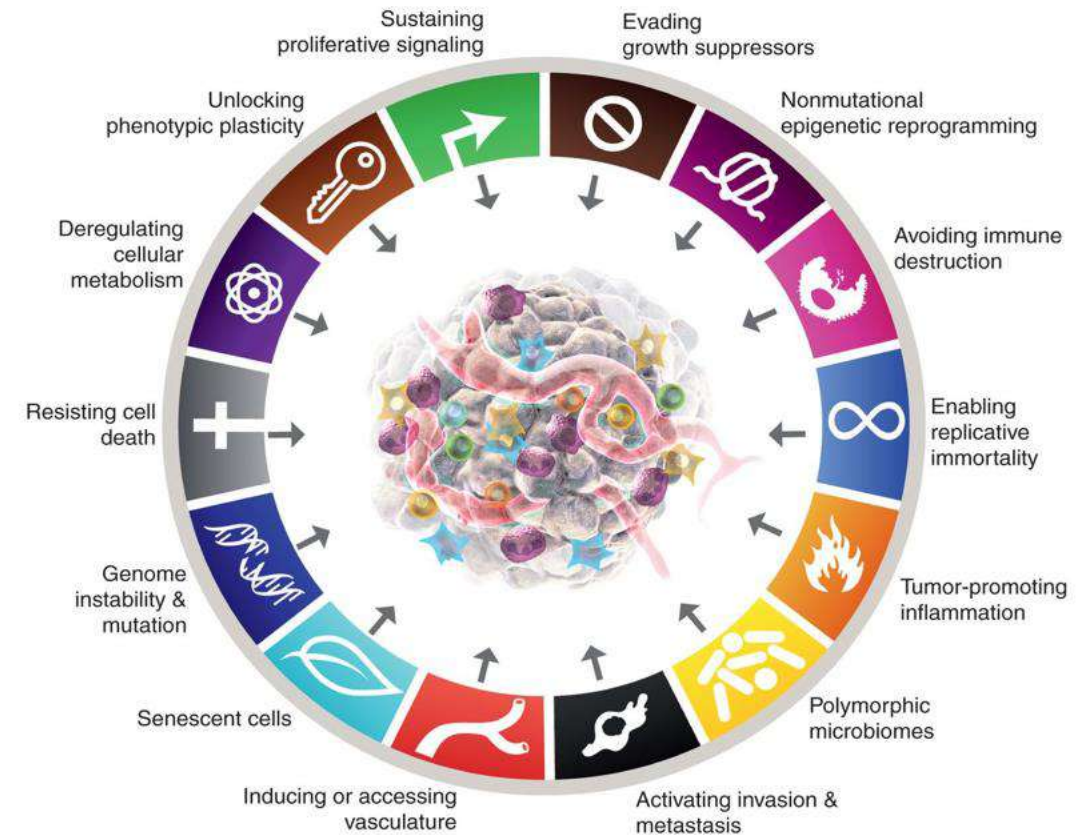 Sustaining
proliferative signaling
Evading
growth suppressors
Unlocking
phenotypic plasticity
Nonmutational
epigenetic reprogramming
Deregulating
cellular
metabolism
Avoiding immune
destruction
Resisting cell
death
Enabling
replicative
immortality
Genome
instability &
mutation
Tumor-promoting
inflammation
Senescent cells
Polymorphic
microbiomes
Inducing or accessing
vasculature
Activating invasion &
metastasis